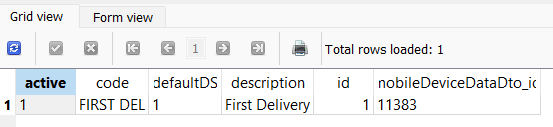 Grid view Form view
1 Total rows loaded: 1
active code defaultDS description id nobileDeviceDataDto_id
1 1 FIRST DEL 1 First Delivery 1 11383